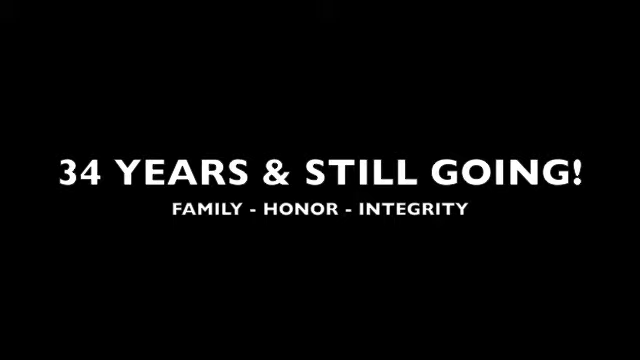 34 YEARS & STILL GOING!
FAMILY - HONOR - INTEGRITY